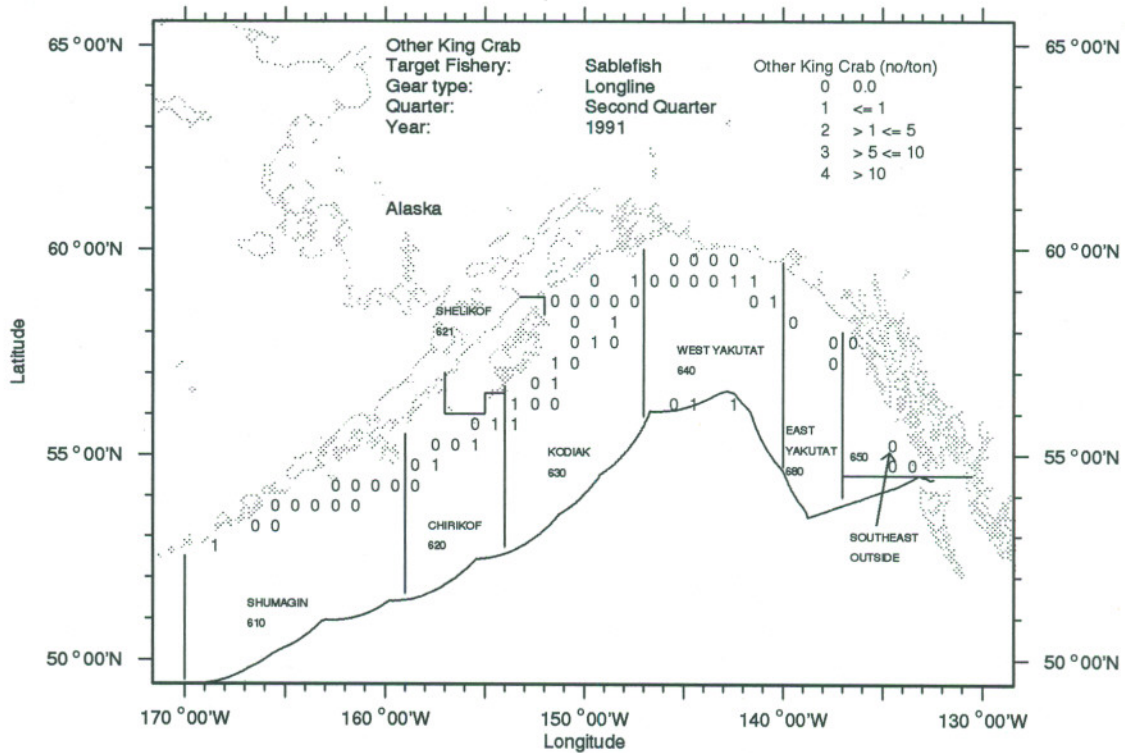 65 °00'N
65 °00'N
Other King Crab
Target Fishery: Sablefish
Gear type: Longline
Quarter: Second Quarter
Year: 1991
Other King Crab (no/ton)
0 0.0
1 <= 1
2 > 1 <= 5
3 > 5 <= 10
4 > 10
Alaska
60 °00'N
60 °00'N
0 0 0 0
0 1 0 0 0 0 1 1
0 0 0 0 0 0 1
SHELIKOF
621
0 1 0
0 1 0 0 0
WEST YAKUTAT
640
1 0 0
0 1
1 0 0 0 1 1
0 1 1
EAST
YAKUTAT
680
650
0
0 0 1
KODIAK
630
55 °00'N
55 °00'N
0 1 0 0
0 0 0 0 0
0 0 0 0 0
0 0
CHIRIKOF
620
SOUTHEAST
OUTSIDE
1
SHUMAGIN
610
50 °00'N
50 °00'N
170 °00'W 160 °00'W 150 °00'W 140 °00'W 130 °00'W
Longitude
Latitude